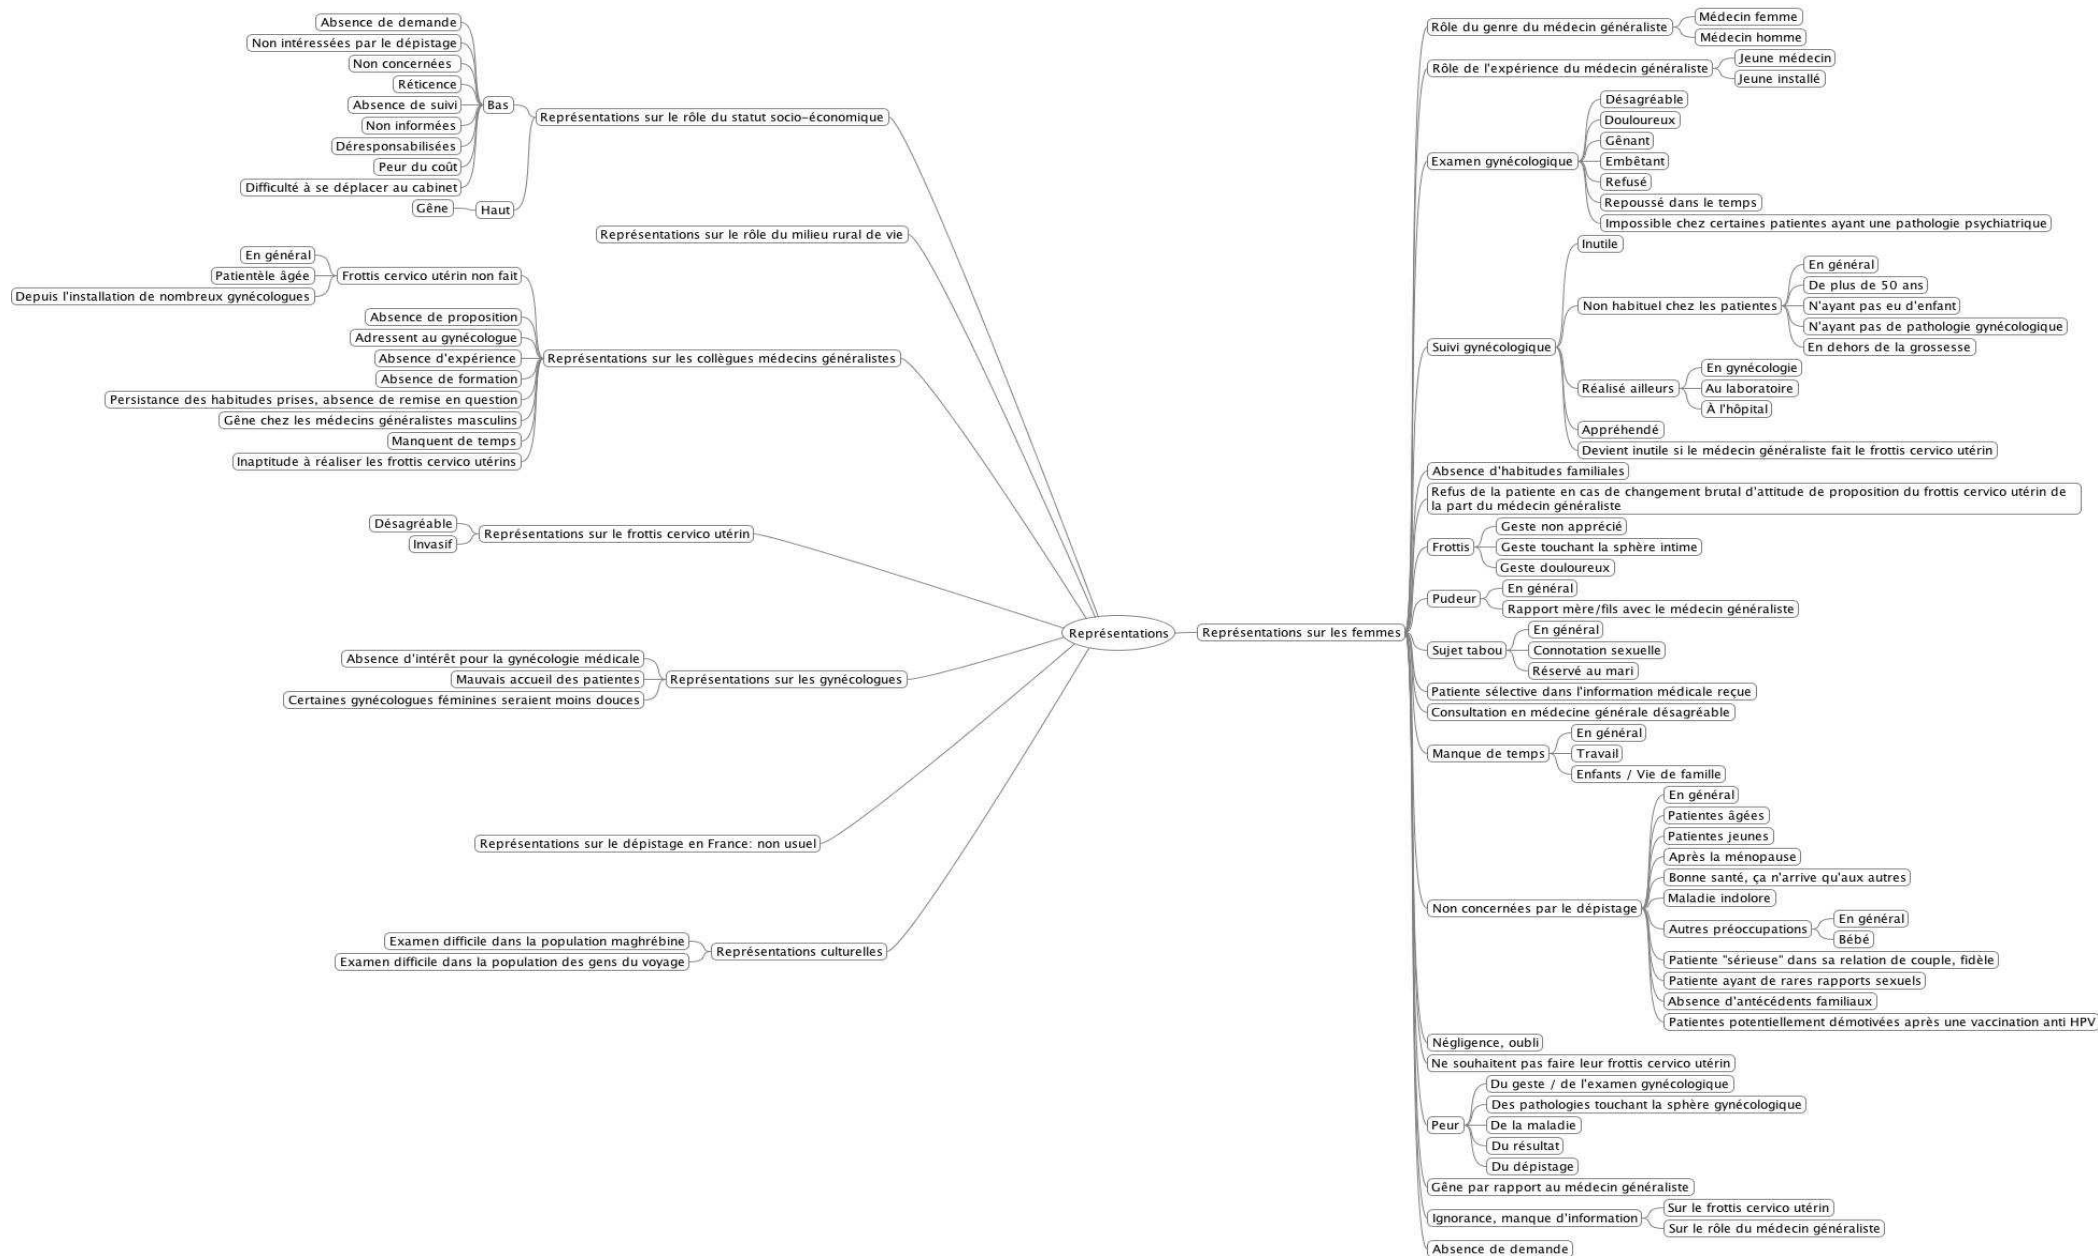 Absence de demande
Non intéressées par le dépistage
Non concernées
Réticence
Absence de suivi
Non informées
Déresponsabilisées
Peur du coût
Difficulté à se déplacer au cabinet
Bas
Gêne
Haut
Représentations sur le rôle du statut socio-économique
Représentations sur le rôle du milieu rural de vie
En général
Patientèle âgée
Depuis l'installation de nombreux gynécologues
Frottis cervico utérin non fait
Absence de proposition
Adressent au gynécologue
Absence d'expérience
Absence de formation
Persistance des habitudes prises, absence de remise en question
Gêne chez les médecins généralistes masculins
Manquent de temps
Inaptitude à réaliser les frottis cervico utérins
Représentations sur les collègues médecins généralistes
Désagréable
Invasif
Représentations sur le frottis cervico utérin
Absence d'intérêt pour la gynécologie médicale
Mauvais accueil des patientes
Certaines gynécologues féminines seraient moins douces
Représentations sur les gynécologues
Représentations sur le dépistage en France: non usuel
Examen difficile dans la population maghrébine
Examen difficile dans la population des gens du voyage
Représentations culturelles
Représentations
Représentations sur les femmes
Rôle du genre du médecin généraliste
Médecin femme
Médecin homme
Rôle de l'expérience du médecin généraliste
Jeune médecin
Jeune installé
Examen gynécologique
Désagréable
Douloureux
Gênant
Embêtant
Refusé
Repoussé dans le temps
Impossible chez certaines patientes ayant une pathologie psychiatrique
Suivi gynécologique
Inutile
Non habituel chez les patientes
En général
De plus de 50 ans
N'ayant pas eu d'enfant
N'ayant pas de pathologie gynécologique
En dehors de la grossesse
Réalisé ailleurs
En gynécologie
Au laboratoire
À l'hôpital
Appréhendé
Devient inutile si le médecin généraliste fait le frottis cervico utérin
Absence d'habitudes familiales
Refus de la patiente en cas de changement brutal d'attitude de proposition du frottis cervico utérin de
la part du médecin généraliste
Frottis
Geste non apprécié
Geste touchant la sphère intime
Geste douloureux
Pudeur
En général
Rapport mère/fils avec le médecin généraliste
Sujet tabou
En général
Connotation sexuelle
Réservé au mari
Patiente sélective dans l'information médicale reçue
Consultation en médecine générale désagréable
Manque de temps
En général
Travail
Enfants / Vie de famille
Non concernées par le dépistage
En général
Patientes âgées
Patientes jeunes
Après la ménopause
Bonne santé, ça n'arrive qu'aux autres
Maladie indolore
Autres préoccupations
En général
Bébé
Patiente "sérieuse" dans sa relation de couple, fidèle
Patiente ayant de rares rapports sexuels
Absence d'antécédents familiaux
Patientes potentiellement démotivées après une vaccination anti HPV
Négligence, oubli
Ne souhaitent pas faire leur frottis cervico utérin
Peur
Du geste / de l'examen gynécologique
Des pathologies touchant la sphère gynécologique
De la maladie
Du résultat
Du dépistage
Gêne par rapport au médecin généraliste
Ignorance, manque d'information
Sur le frottis cervico utérin
Sur le rôle du médecin généraliste
Absence de demande